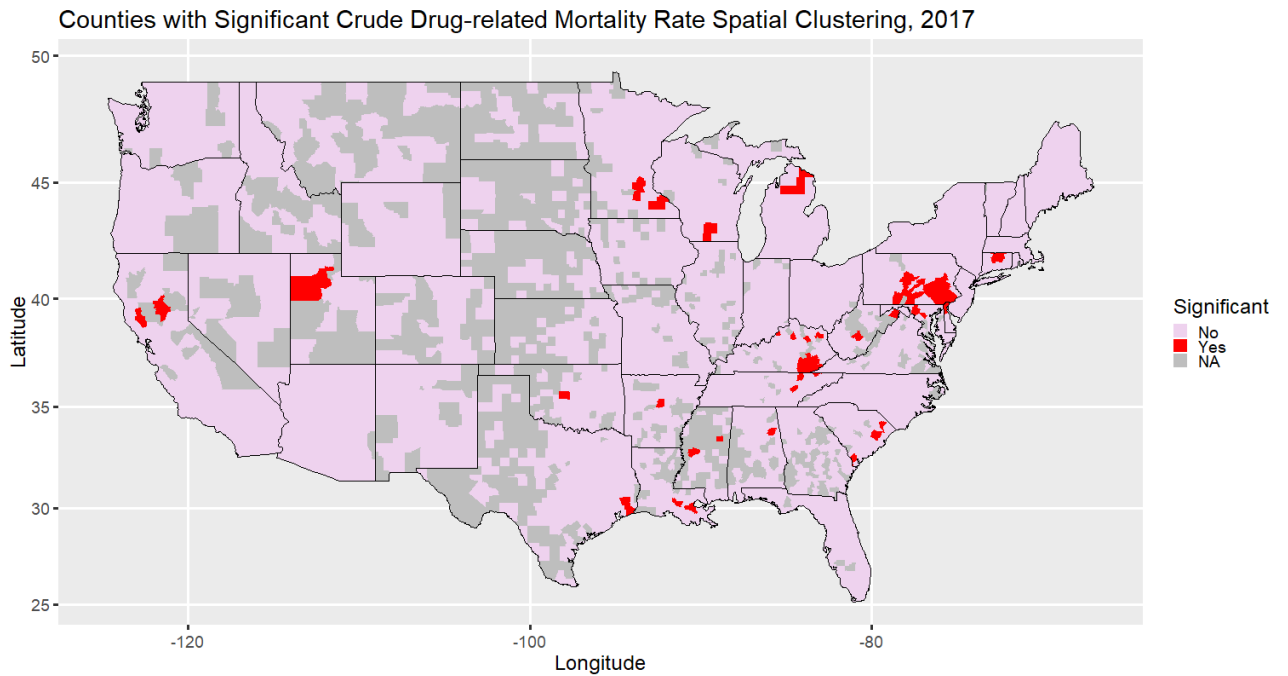 Counties with Significant Crude Drug-related Mortality Rate Spatial Clustering, 2017
50
45
40
35
30
25
Latitude
-120
-100
-80
Longitude
Significant
No
Yes
NA